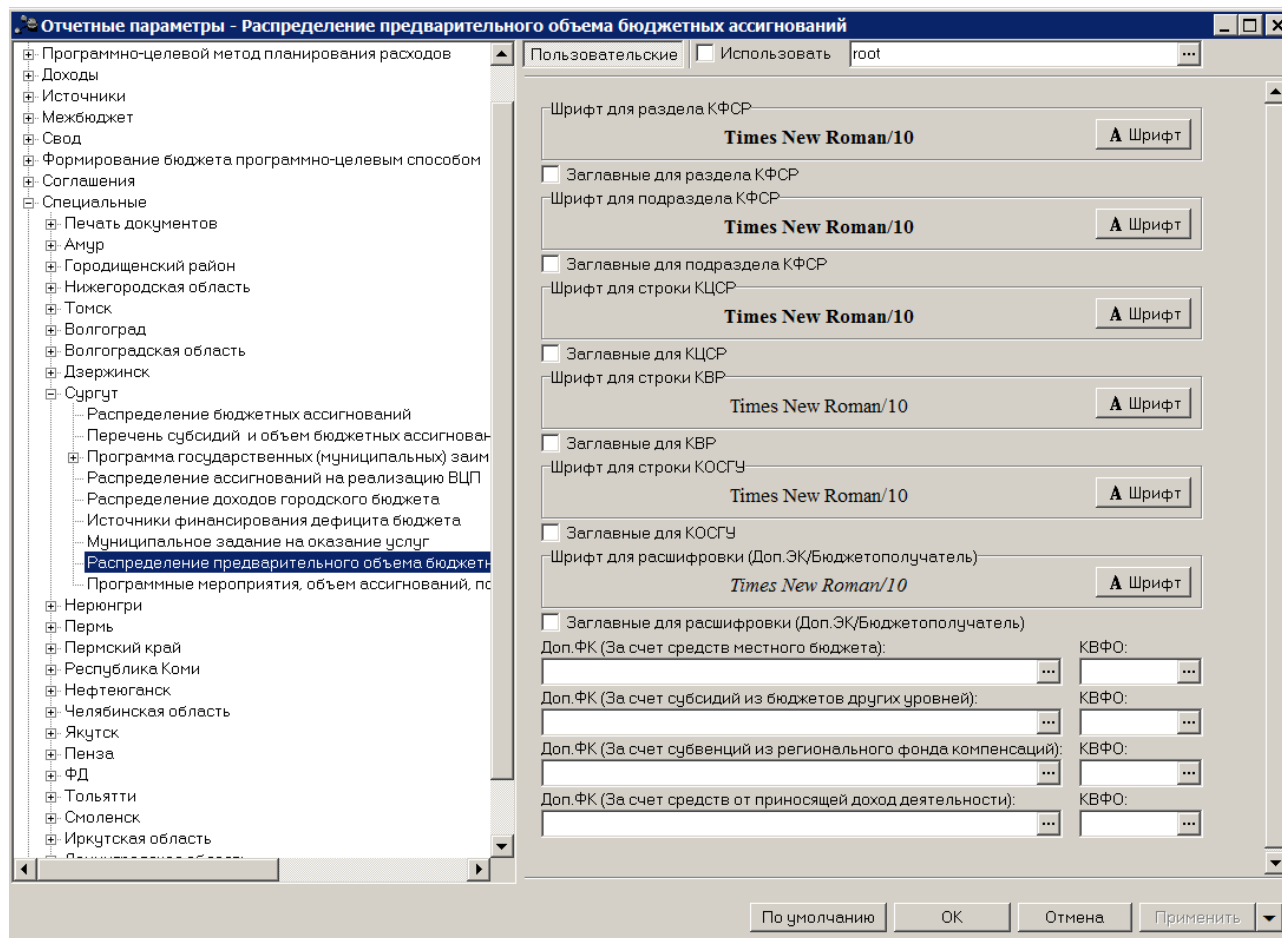 Отчетные параметры - Распределение предварительного объема бюджетных ассигнований
Программно-целевой метод планирования расходов
Доходы
Источники
Межбюджет
Свод
Формирование бюджета программно-целевым способом
Соглашения
Специальные
Печать документов
Амур
Городищенский район
Нижегородская область
Томск
Волгоград
Волгоградская область
Дзержинск
Сургут
Распределение бюджетных ассигнований
Перечень субсидий и объем бюджетных ассигнован
Программа государственных (муниципальных) заим
Распределение ассигнований на реализацию ВЦП
Распределение доходов городского бюджета
Источники финансирования дефицита бюджета
Муниципальное задание на оказание услуг
Распределение предварительного объема бюджетн
Программные мероприятия, объем ассигнований, по
Нерюнгри
Пермь
Пермский край
Республика Коми
Нефтеюганск
Челябинская область
Якутск
Пенза
ФД
Тольятти
Смоленск
Иркутская область
Пользовательские Использовать root ...
Шрифт для раздела КФСР
Times New Roman/10 А Шрифт
Заглавные для раздела КФСР
Шрифт для подраздела КФСР
Times New Roman/10 А Шрифт
Заглавные для подраздела КФСР
Шрифт для строки КЦСР
Times New Roman/10 А Шрифт
Заглавные для КЦСР
Шрифт для строки КВР
Times New Roman/10 А Шрифт
Заглавные для КВР
Шрифт для строки КОСГУ
Times New Roman/10 А Шрифт
Заглавные для КОСГУ
Шрифт для расшифровки (Доп.ЭК/Бюджетополучатель)
Times New Roman/10 А Шрифт
Заглавные для расшифровки (Доп.ЭК/Бюджетополучатель)
Доп.ФК (За счет средств местного бюджета): КВФО:
... ...
Доп.ФК (За счет субсидий из бюджетов других уровней): КВФО:
... ...
Доп.ФК (За счет субвенций из регионального фонда компенсаций): КВФО:
... ...
Доп.ФК (За счет средств от приносящей доход деятельности): КВФО:
... ...
По умолчанию ОК Отмена Применить